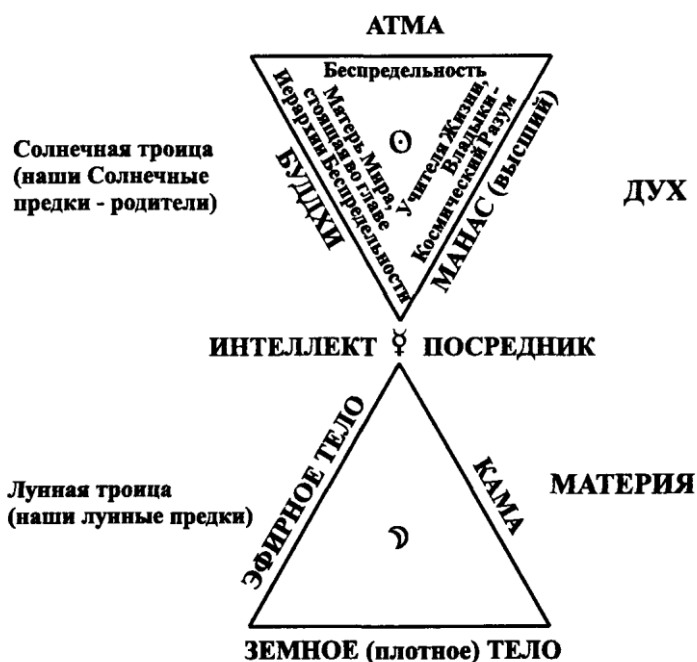 АТМА
Беспредельность
Матерь Мира,
стоящая во главе
Иерархии Беспредельности
БУДДХИ
Учителя Жизни,
Владыки -
Космический Разум
МАНАС (высший)
☉
Солнечная троица
(наши Солнечные
предки - родители)
ДУХ
ИНТЕЛЛЕКТ ☿ ПОСРЕДНИК
ЭФИРНОЕ ТЕЛО
КАМА
☽
Лунная троица
(наши лунные предки)
МАТЕРИЯ
ЗЕМНОЕ (плотное) ТЕЛО